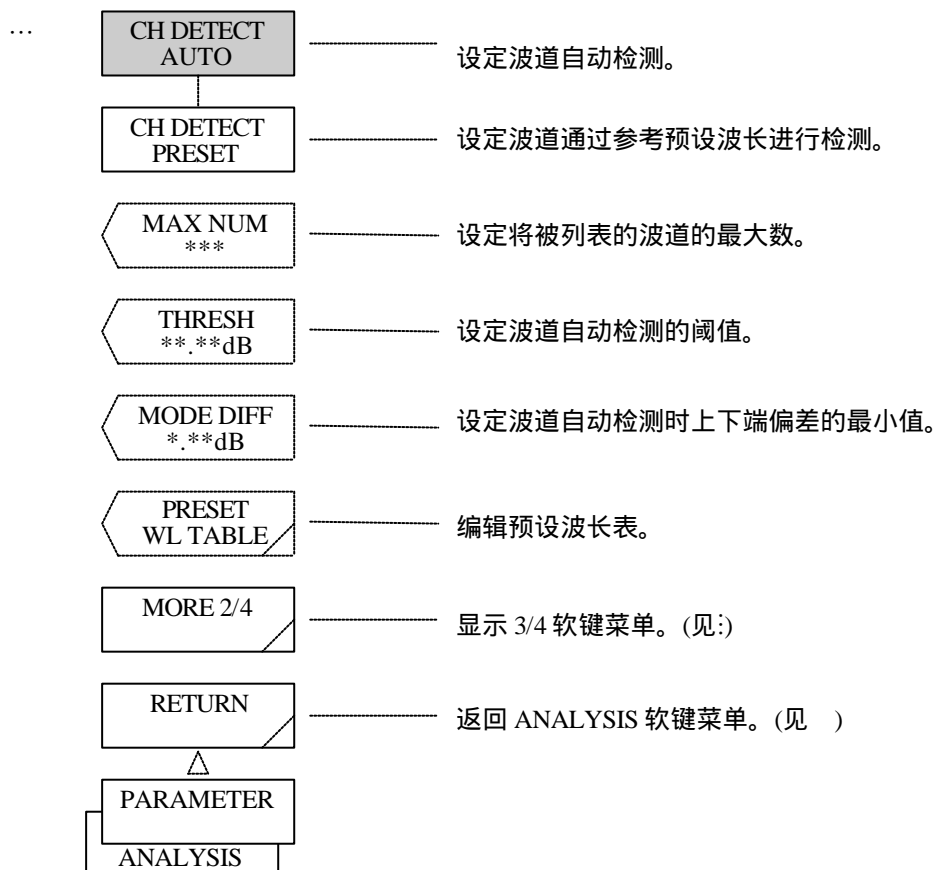 …
CH DETECT
AUTO
设定波道自动检测。
CH DETECT
PRESET
设定波道通过参考预设波长进行检测。
MAX NUM
***
设定将被列表的波道的最大数。
THRESH
**.**dB
设定波道自动检测的阈值。
MODE DIFF
*.**dB
设定波道自动检测时上下端偏差的最小值。
PRESET
WL TABLE
编辑预设波长表。
MORE 2/4
显示 3/4 软键菜单。(见⋮)
RETURN
返回 ANALYSIS 软键菜单。(见 )
PARAMETER
ANALYSIS